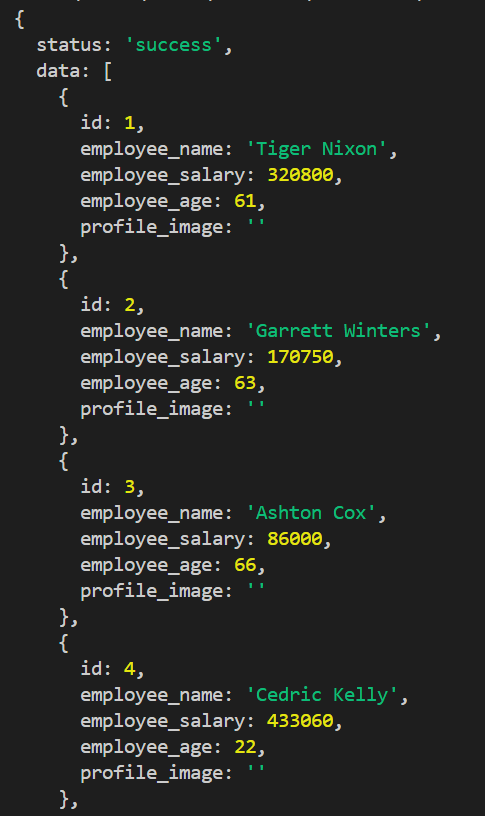 {
  status: 'success',
  data: [
    {
      id: 1,
      employee_name: 'Tiger Nixon',
      employee_salary: 320800,
      employee_age: 61,
      profile_image: ''
    },
    {
      id: 2,
      employee_name: 'Garrett Winters',
      employee_salary: 170750,
      employee_age: 63,
      profile_image: ''
    },
    {
      id: 3,
      employee_name: 'Ashton Cox',
      employee_salary: 86000,
      employee_age: 66,
      profile_image: ''
    },
    {
      id: 4,
      employee_name: 'Cedric Kelly',
      employee_salary: 433060,
      employee_age: 22,
      profile_image: ''
    },